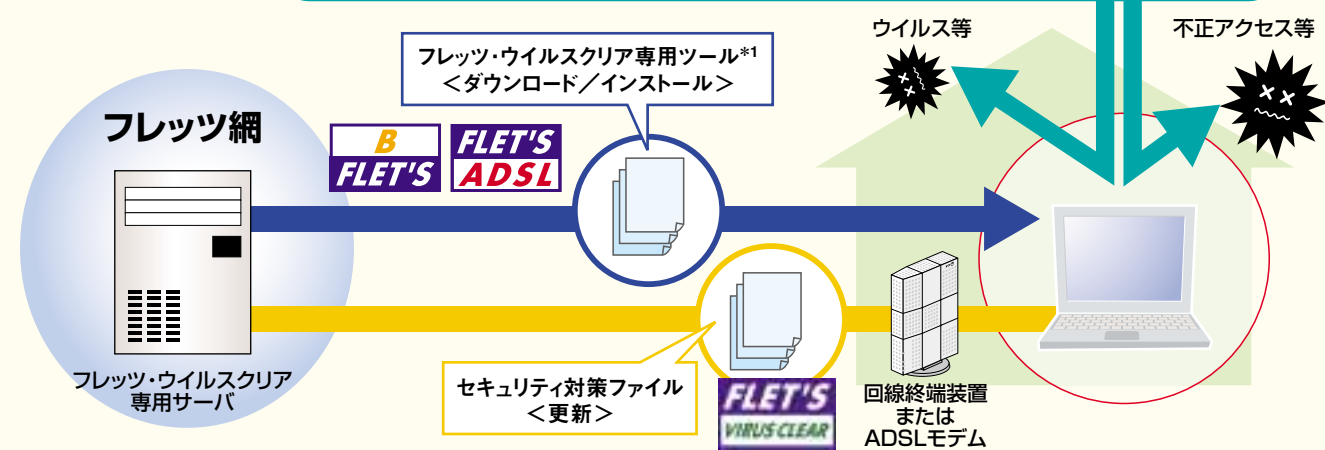 ウイルス等
不正アクセス等
フレッツ・ウイルスクリア専用ツール*1
＜ダウンロード／インストール＞
フレッツ網
B
FLET'S
FLET'S
ADSL
フレッツ・ウイルスクリア
専用サーバ
セキュリティ対策ファイル
＜更新＞
FLET'S
VIRUS CLEAR
回線終端装置
または
ADSLモデム